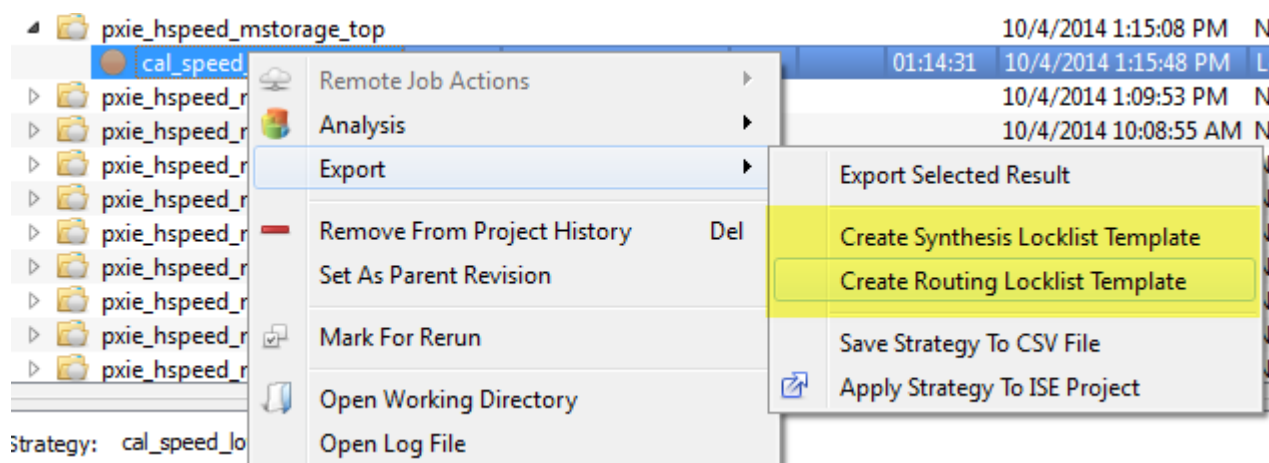 pxie_hspeed_mstorage_top 10/4/2014 1:15:08 PM N
cal_speed_ 01:14:31 10/4/2014 1:15:48 PM L
Remote Job Actions
pxie_hspeed_r 10/4/2014 1:09:53 PM N
Analysis
pxie_hspeed_r 10/4/2014 10:08:55 AM N
Export
pxie_hspeed_r
Export Selected Result
pxie_hspeed_r
Remove From Project History Del
Create Synthesis Locklist Template
pxie_hspeed_r
Set As Parent Revision
Create Routing Locklist Template
pxie_hspeed_r
pxie_hspeed_r
Mark For Rerun
Save Strategy To CSV File
pxie_hspeed_r
pxie_hspeed_r
Apply Strategy To ISE Project
Open Working Directory
Strategy: cal_speed_lo
Open Log File